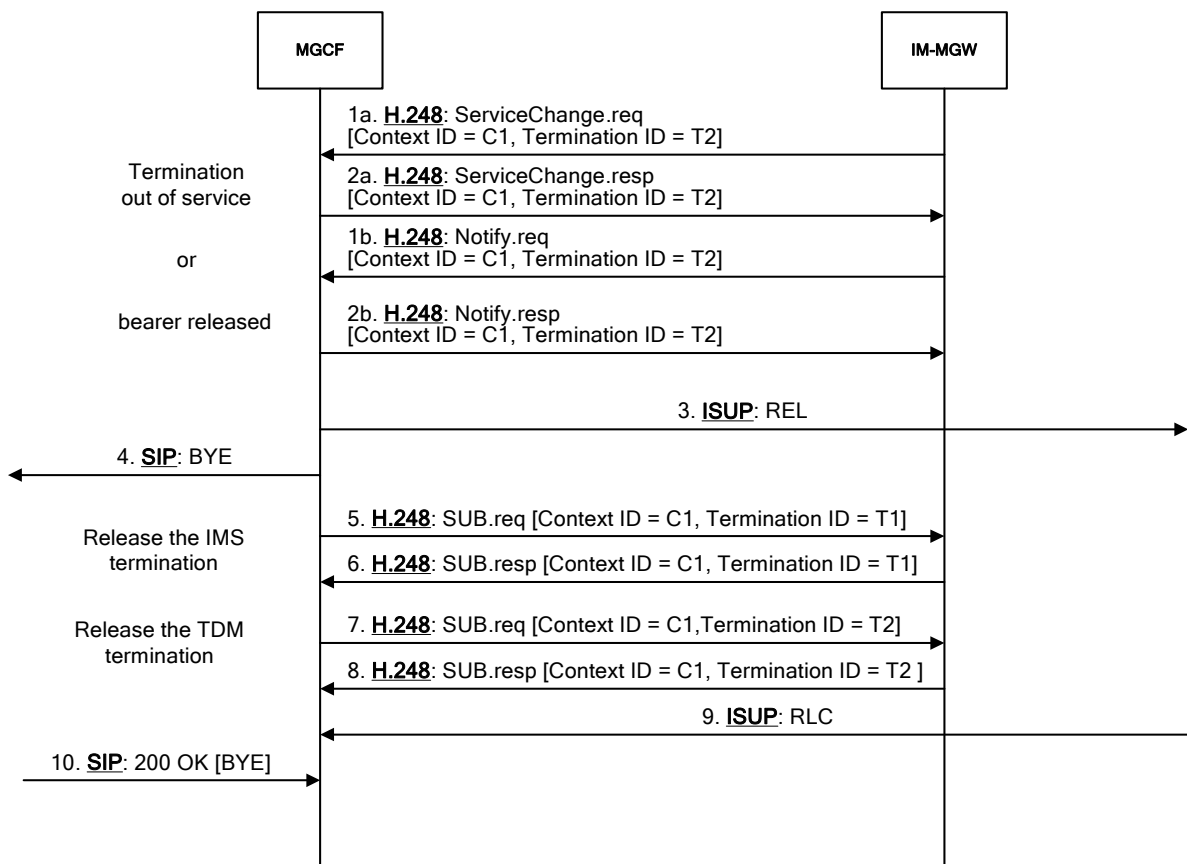 MGCF
IM-MGW
1a. H.248: ServiceChange.req
[Context ID = C1, Termination ID = T2]
Termination
out of service
2a. H.248: ServiceChange.resp
[Context ID = C1, Termination ID = T2]
1b. H.248: Notify.req
[Context ID = C1, Termination ID = T2]
or
bearer released
2b. H.248: Notify.resp
[Context ID = C1, Termination ID = T2]
3. ISUP: REL
4. SIP: BYE
5. H.248: SUB.req [Context ID = C1, Termination ID = T1]
Release the IMS
termination
6. H.248: SUB.resp [Context ID = C1, Termination ID = T1]
7. H.248: SUB.req [Context ID = C1,Termination ID = T2]
Release the TDM
termination
8. H.248: SUB.resp [Context ID = C1, Termination ID = T2 ]
9. ISUP: RLC
10. SIP: 200 OK [BYE]